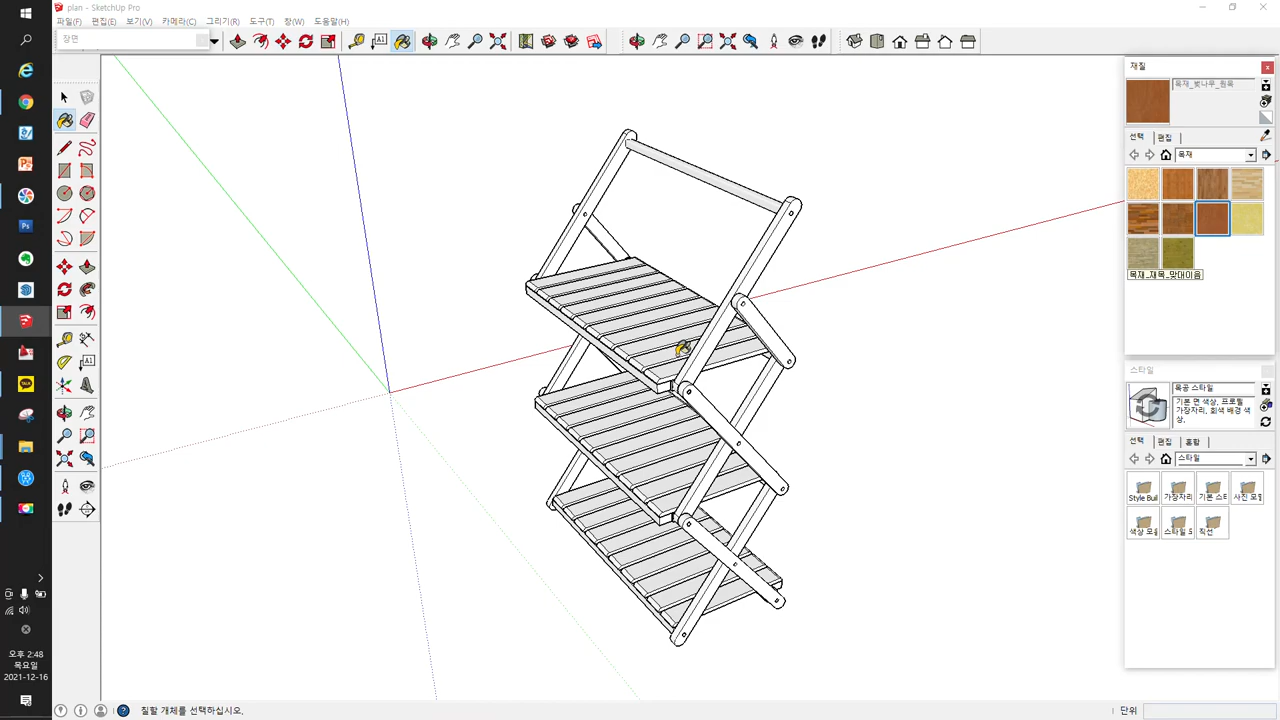 plan - SketchUp Pro
파일(F) 편집(E) 보기(V) 카메라(C) 그리기(R) 도구(T) 창(W) 도움말(H)
장면
재질
목재_벚나무_원목
선택 편집
목재
목재_재목_맞대이음
스타일
목공 스타일
기본 면 색상, 프로필
가장자리, 회색 배경 색
상.
선택 편집 혼합
스타일
Style Buil 가장자리 기본 스타
색상 모음 직선
A1
A1
TALK
오후 2:48
목요일
2021-12-16
칠할 개체를 선택하십시오.
단위